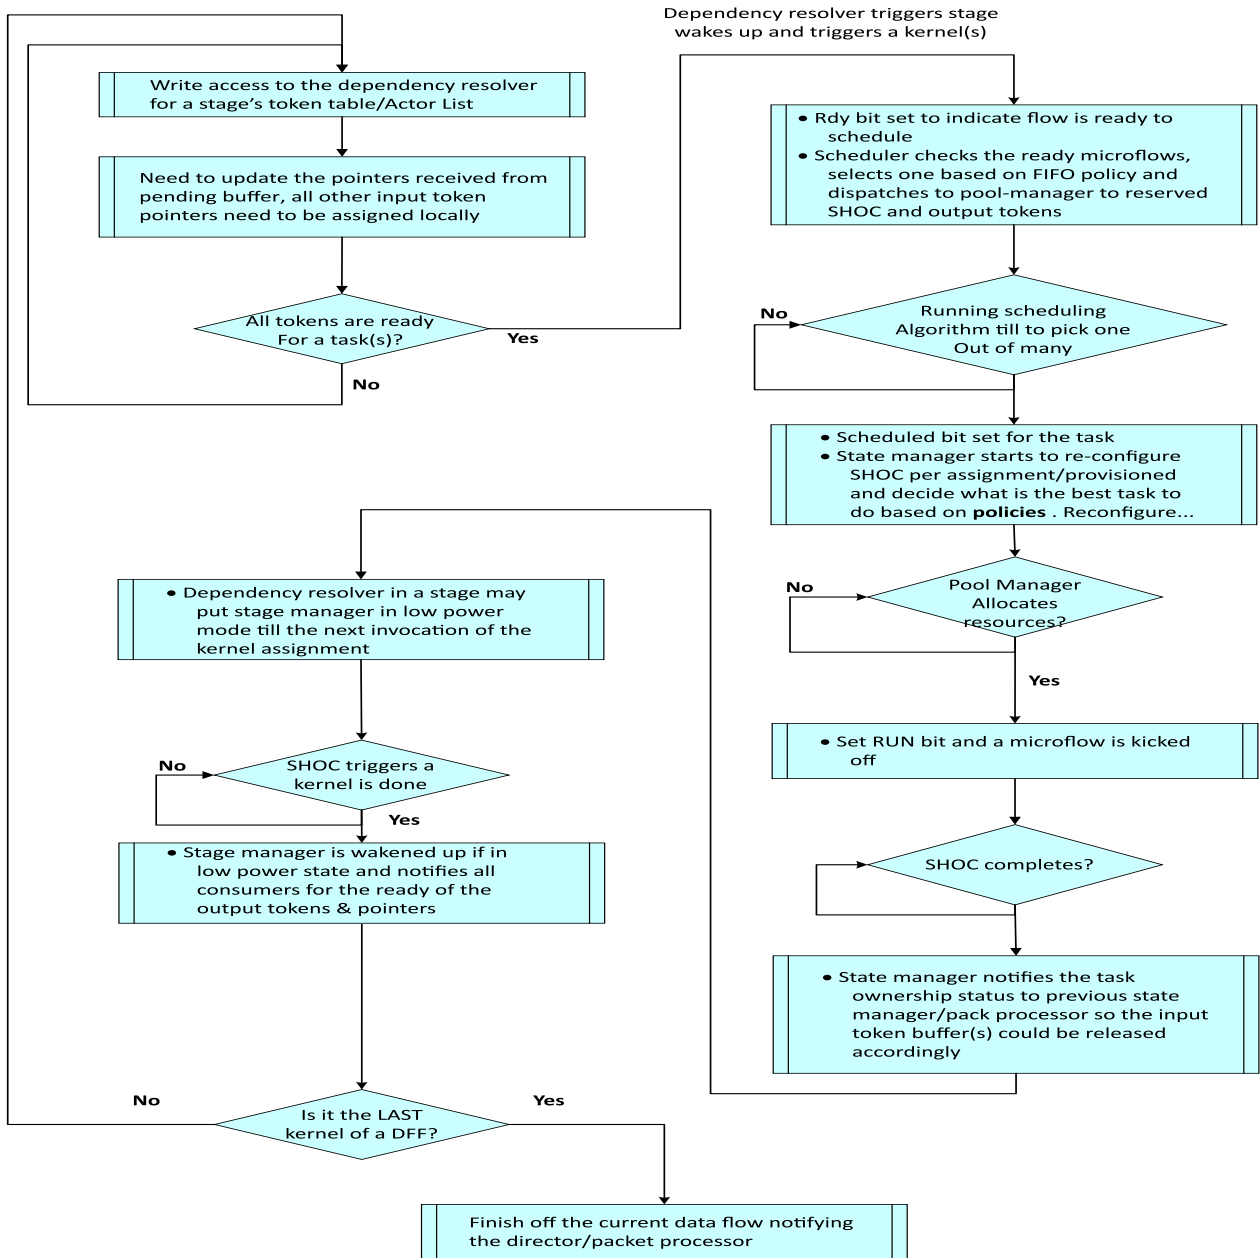 Dependency resolver triggers stage
wakes up and triggers a kernel(s)
Write access to the dependency resolver
for a stage’s token table/Actor List
Need to update the pointers received from
pending buffer, all other input token
pointers need to be assigned locally
All tokens are ready
For a task(s)?
Yes
No
• Rdy bit set to indicate flow is ready to
schedule
• Scheduler checks the ready microflows,
selects one based on FIFO policy and
dispatches to pool-manager to reserved
SHOC and output tokens
No
Running scheduling
Algorithm till to pick one
Out of many
• Scheduled bit set for the task
• State manager starts to re-configure
SHOC per assignment/provisioned
and decide what is the best task to
do based on policies . Reconfigure...
No
Pool Manager
Allocates
resources?
Yes
• Set RUN bit and a microflow is kicked
off
SHOC completes?
• State manager notifies the task
ownership status to previous state
manager/pack processor so the input
token buffer(s) could be released
accordingly
• Dependency resolver in a stage may
put stage manager in low power
mode till the next invocation of the
kernel assignment
No
SHOC triggers a
kernel is done
Yes
• Stage manager is wakened up if in
low power state and notifies all
consumers for the ready of the
output tokens & pointers
No
Is it the LAST
kernel of a DFF?
Yes
Finish off the current data flow notifying
the director/packet processor